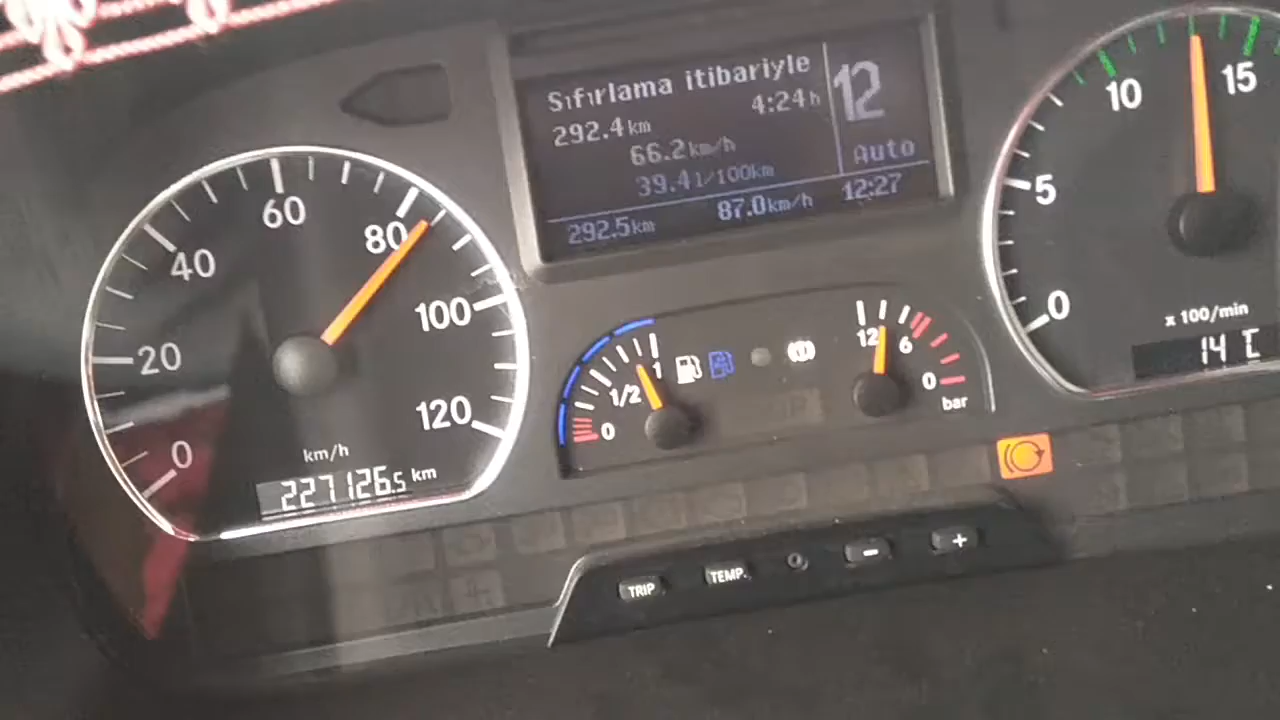 Sıfırlama itibariyle
4:24h
292.4km
66.2km/h
39.4l/100km
292.5km 87.0km/h 12:27
12
Auto
0
20
40
60
80
100
120
km/h
227126.5 km
0
1/2
1
12
6
0
bar
0
5
10
15
x 100/min
14 C
TRIP
TEMP.
-
+